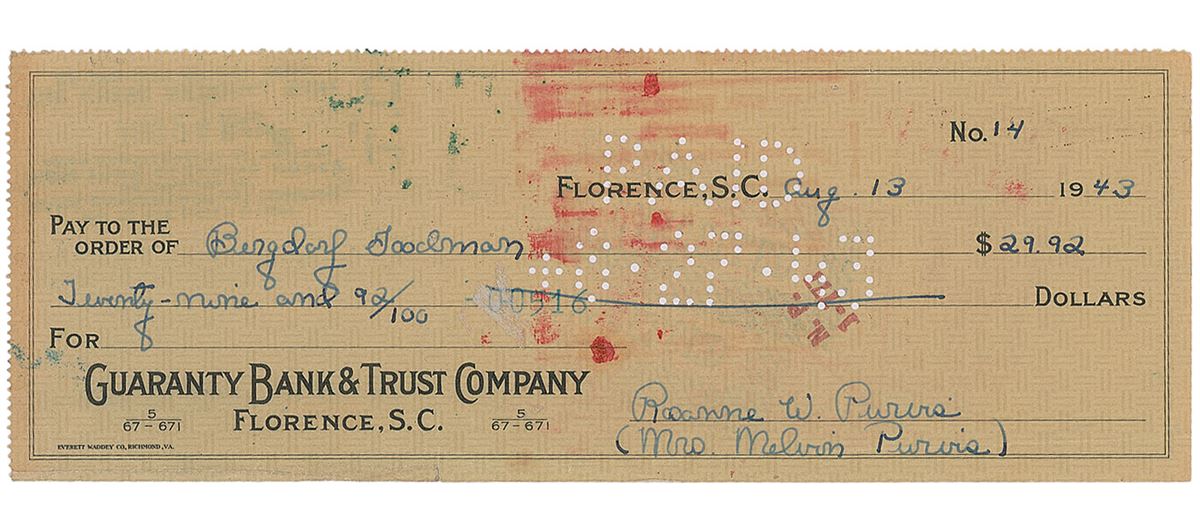 No. 14
FLORENCE, S.C. Aug. 13 1943
PAY TO THE ORDER OF Bergdorf Goodman $29.92
Twenty-nine and 92/100 DOLLARS
00516
FOR
PAID
GUARANTY BANK & TRUST COMPANY
5/67-671 FLORENCE, S.C. 5/67-671
EVERETT WADDEY CO., RICHMOND, VA.
Rosanne W. Purvis
(Mrs. Melvin Purvis)